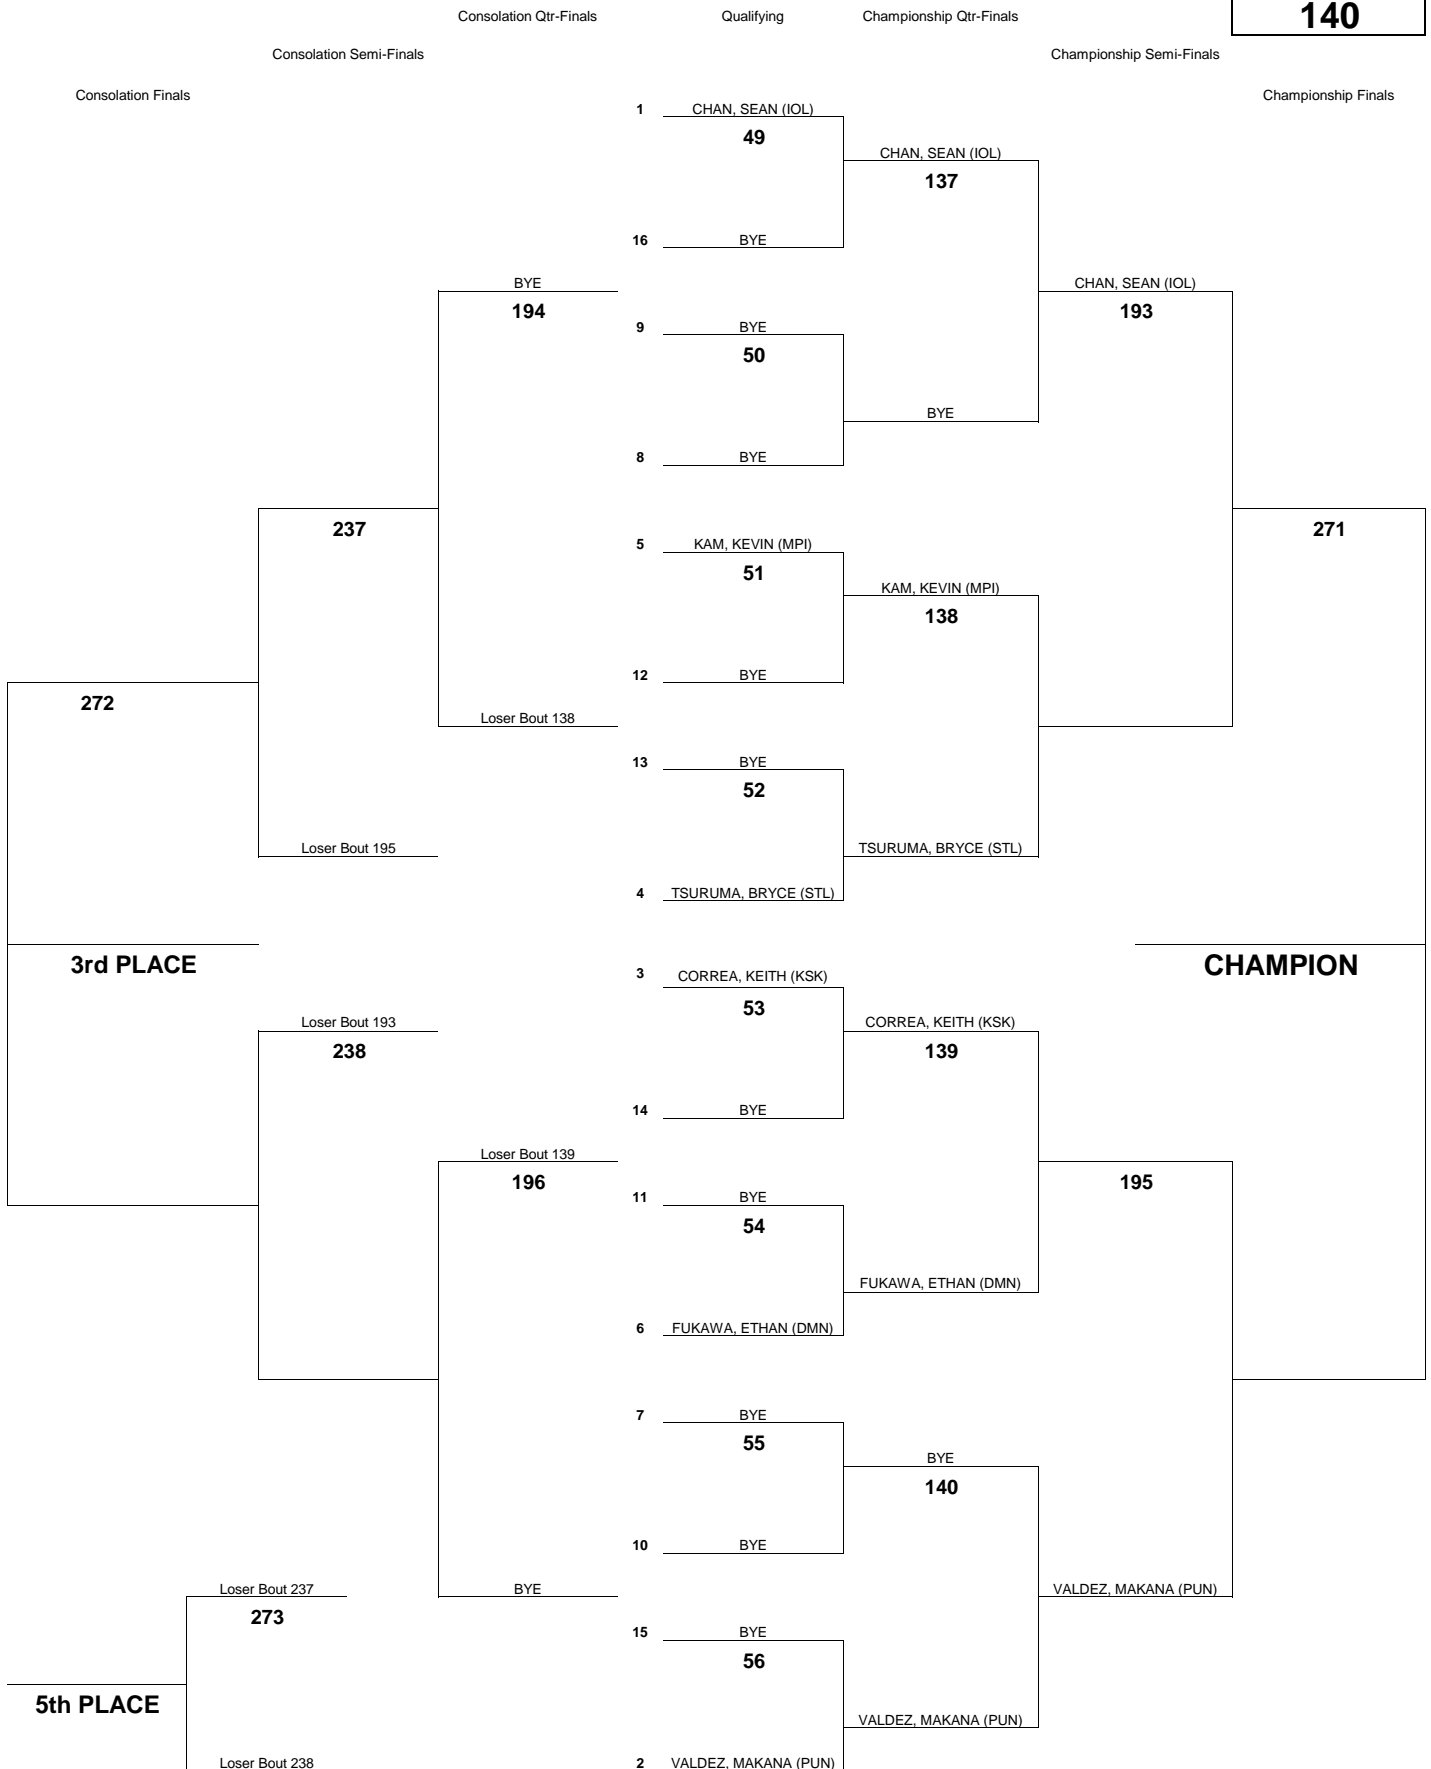 Consolation Qtr-Finals Qualifying Championship Qtr-Finals 140
Consolation Semi-Finals Championship Semi-Finals
Consolation Finals Championship Finals
1 CHAN, SEAN (IOL)
49
CHAN, SEAN (IOL)
137
16 BYE
BYE CHAN, SEAN (IOL)
194 193
9 BYE
50
BYE
8 BYE
237 271
5 KAM, KEVIN (MPI)
51
KAM, KEVIN (MPI)
138
12 BYE
272
Loser Bout 138
13 BYE
52
Loser Bout 195 TSURUMA, BRYCE (STL)
4 TSURUMA, BRYCE (STL)
3rd PLACE CHAMPION
3 CORREA, KEITH (KSK)
53
Loser Bout 193 CORREA, KEITH (KSK)
238 139
14 BYE
Loser Bout 139
196 195
11 BYE
54
FUKAWA, ETHAN (DMN)
6 FUKAWA, ETHAN (DMN)
7 BYE
55
BYE
140
10 BYE
Loser Bout 237 BYE VALDEZ, MAKANA (PUN)
273
15 BYE
56
5th PLACE
VALDEZ, MAKANA (PUN)
Loser Bout 238 2 VALDEZ, MAKANA (PUN)